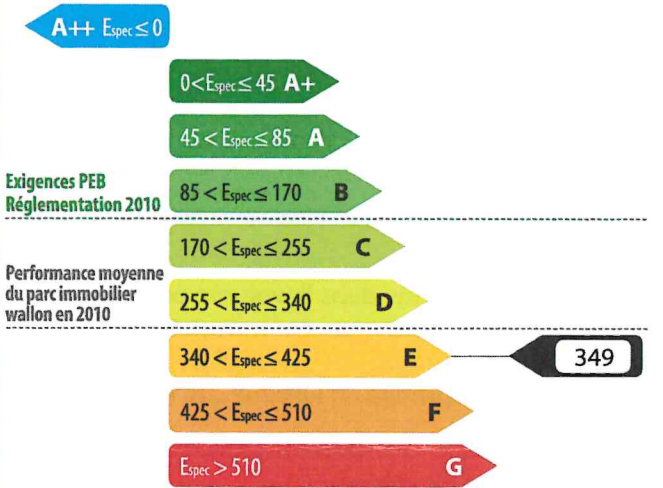 A++ Espec ≤ 0
0 < Espec ≤ 45 A+
45 < Espec ≤ 85 A
Exigences PEB
Réglementation 2010
85 < Espec ≤ 170 B
170 < Espec ≤ 255 C
Performance moyenne
du parc immobilier
wallon en 2010
255 < Espec ≤ 340 D
340 < Espec ≤ 425 E
349
425 < Espec ≤ 510 F
Espec > 510 G